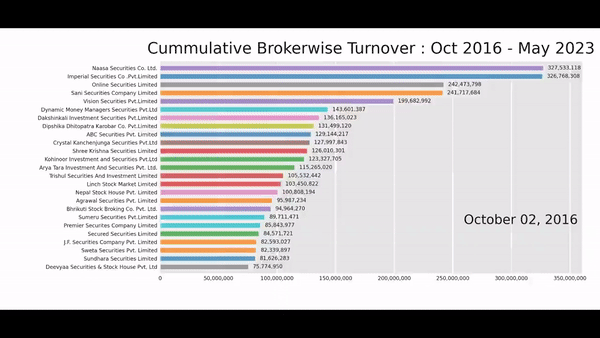 Cummulative Brokerwise Turnover : Oct 2016 - May 2023
Naasa Securities Co. Ltd. 327,533,118
Imperial Securities Co .Pvt.Limited 326,768,308
Online Securities Limited 242,473,798
Sani Securities Company Limited 241,717,684
Vision Securities Pvt.Limited 199,682,992
Dynamic Money Managers Securities Pvt.Ltd 143,601,387
Dakshinkali Investment Securities Pvt.Limited 136,165,023
Dipshika Dhitopatra Karobar Co. Pvt.Limited 131,499,120
ABC Securities Pvt. Limited 129,144,217
Crystal Kanchenjunga Securities Pvt.Ltd 127,997,843
Shree Krishna Securities Limited 126,010,301
Kohinoor Investment and Securities Pvt.Ltd 123,327,705
Arya Tara Investment And Securities Pvt. Ltd. 115,265,020
Trishul Securities And Investment Limited 105,532,442
Linch Stock Market Limited 103,450,822
Nepal Stock House Pvt. Limited 100,808,194
Agrawal Securities Pvt. Limited 95,987,234
Bhrikuti Stock Broking Co. Pvt. Ltd. 94,964,270
Sumeru Securities Pvt.Limited 89,711,471
Premier Securites Company Limited 85,843,977
Secured Securities Limited 84,571,721
J.F. Securities Company Pvt. Limited 82,593,027
Sweta Securities Pvt. Limited 82,339,897
Sundhara Securities Limited 81,626,283
Deevyaa Securities & Stock House Pvt. Ltd 75,774,950
October 02, 2016
0 50,000,000 100,000,000 150,000,000 200,000,000 250,000,000 300,000,000 350,000,000